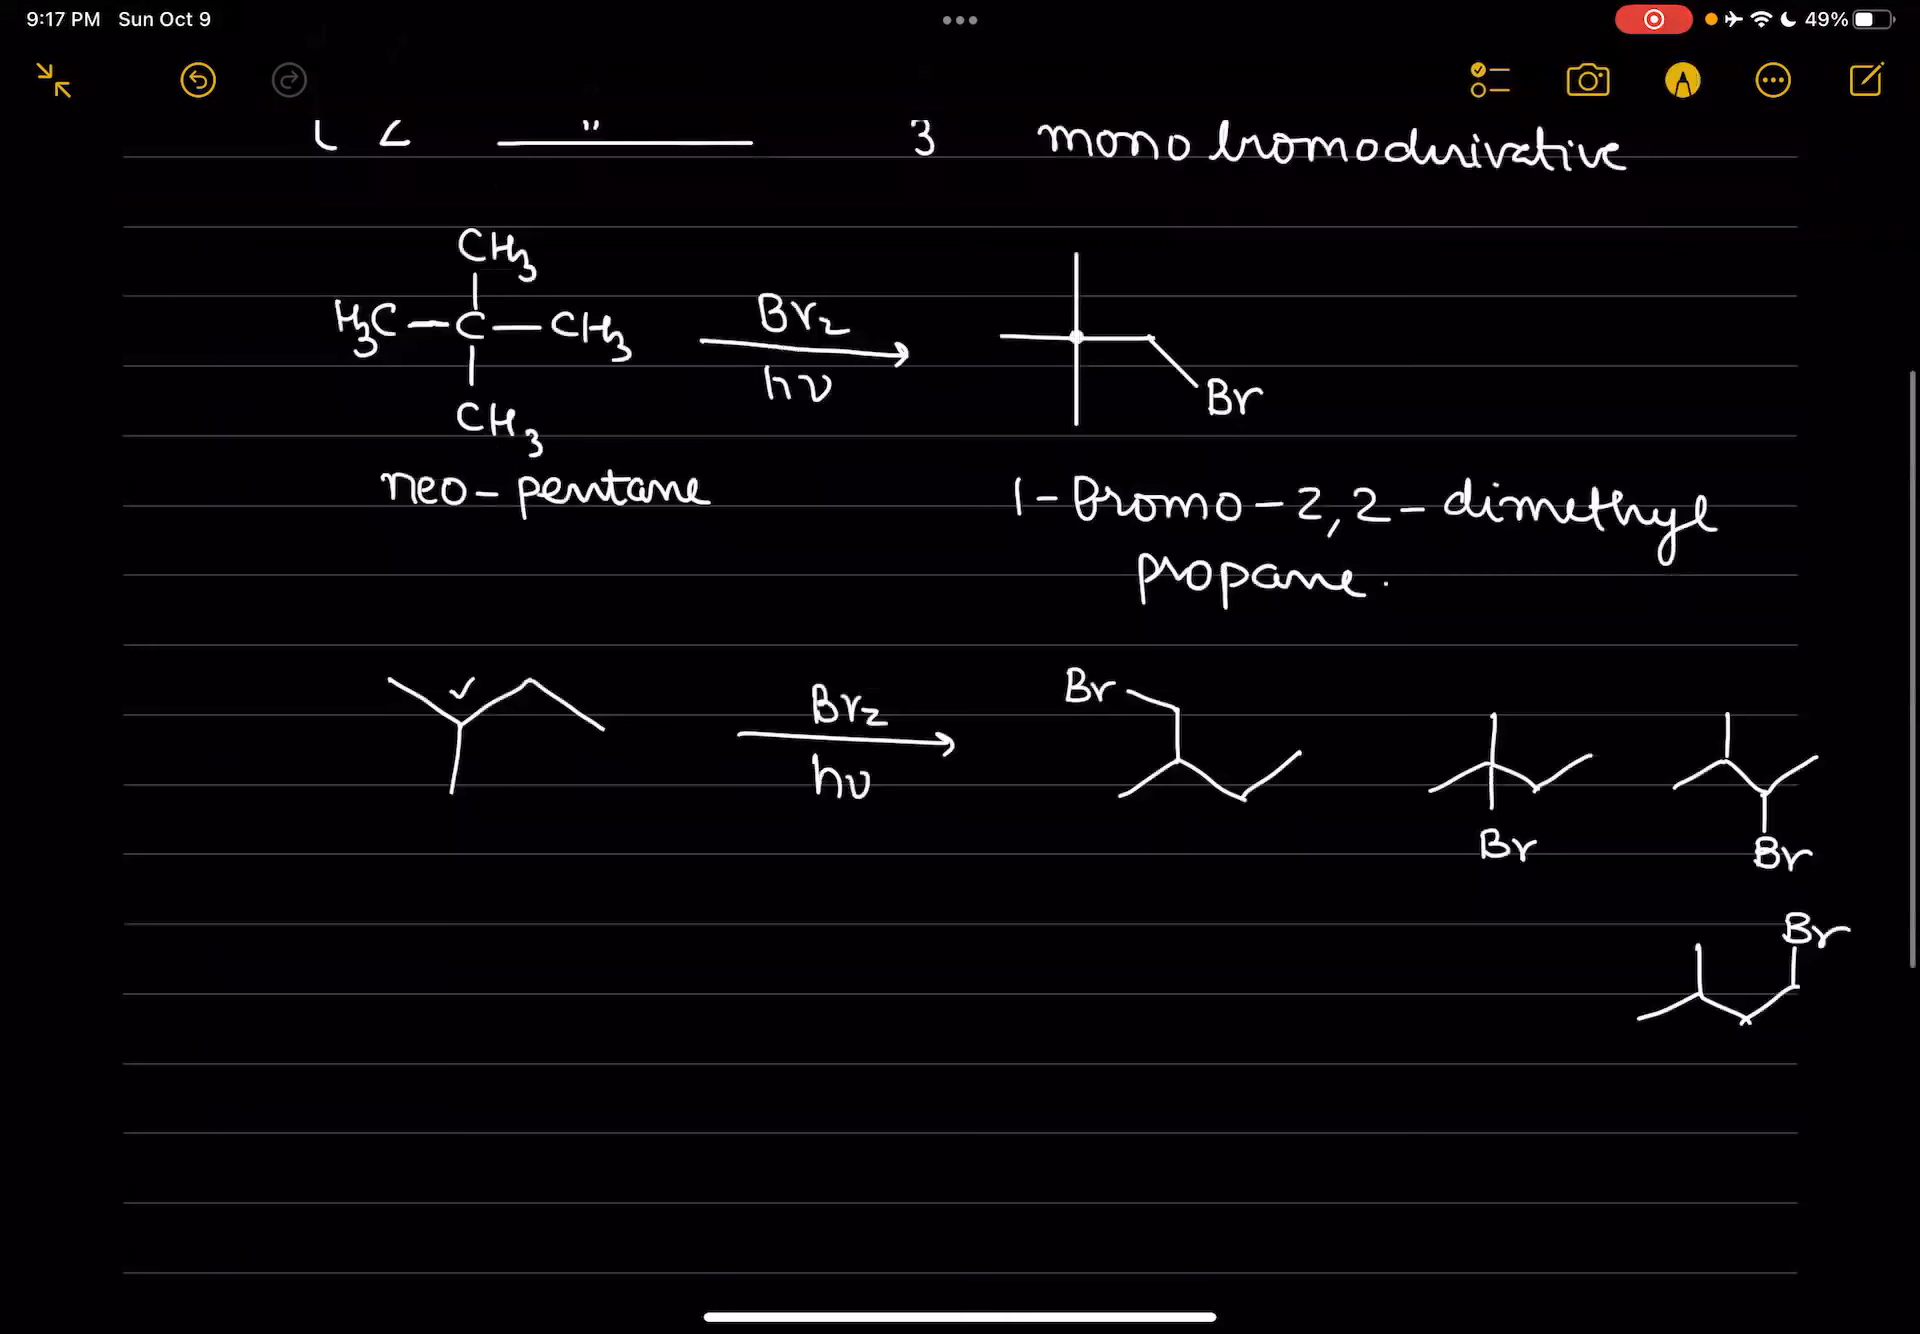 9:17 PM Sun Oct 9
49%
" 3 mono bromoderivative
CH3
H3C-C-CH3
CH3
Br2
hν
Br
neo-pentane
1-Bromo-2,2-dimethyl
propane.
Br2
hν
Br
Br
Br
Br